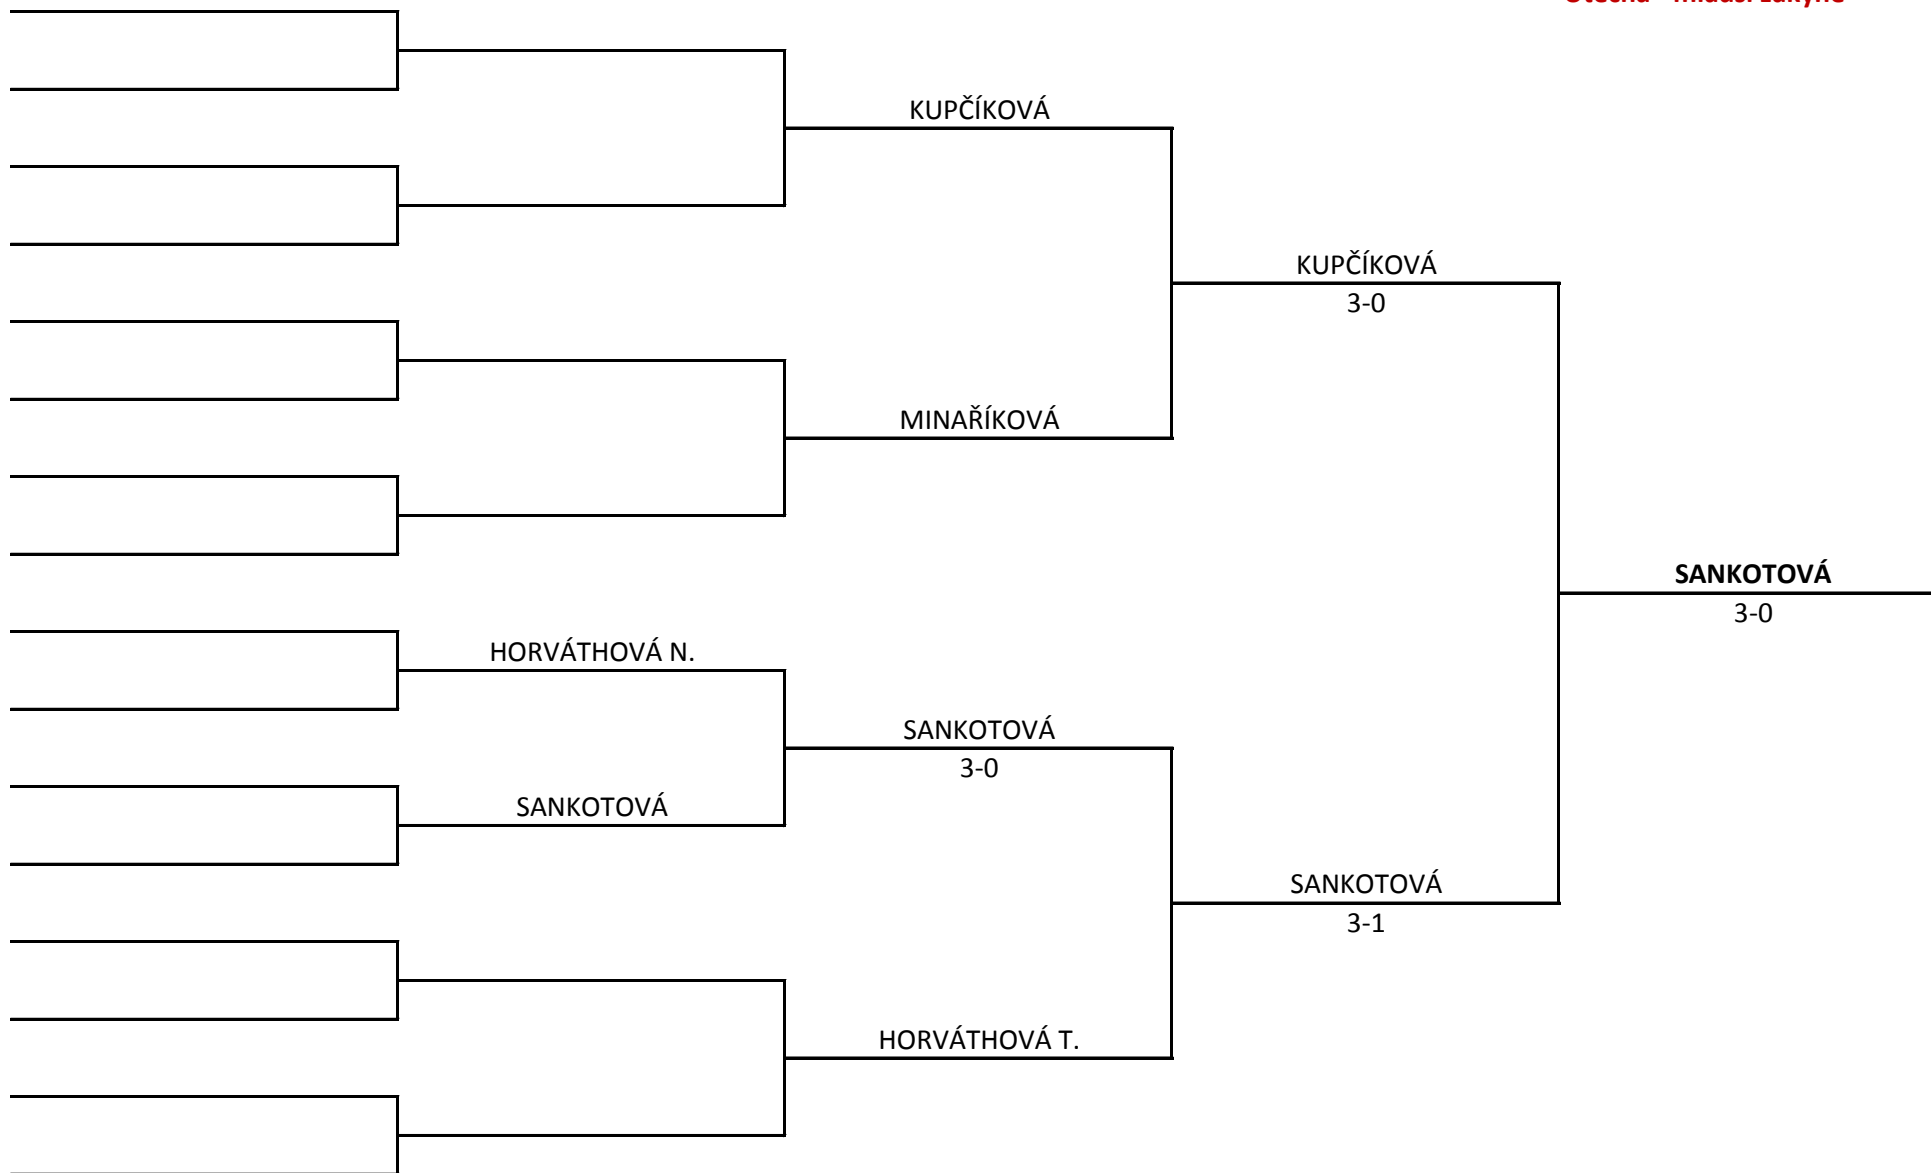 KUPČÍKOVÁ
KUPČÍKOVÁ
3-0
MINAŘÍKOVÁ
SANKOTOVÁ
3-0
HORVÁTHOVÁ N.
SANKOTOVÁ
3-0
SANKOTOVÁ
SANKOTOVÁ
3-1
HORVÁTHOVÁ T.